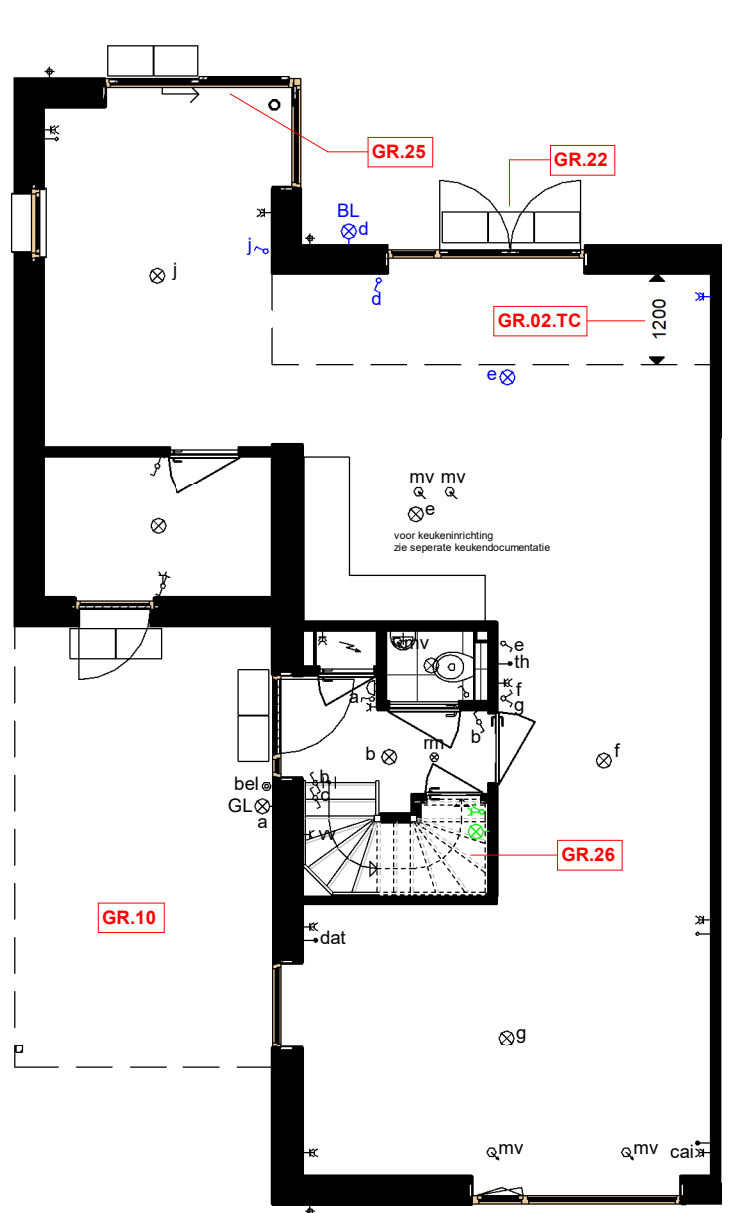 GR.25
GR.22
BL
d
j
j
d
GR.02.TC
1200
e
mv mv
e
voor keukeninrichting
zie seperate keukendocumentatie
mv
e
th
f
g
a
b
b
rm
f
bel
h
c
GL
a
GR.26
GR.10
dat
g
mv
mv
cai